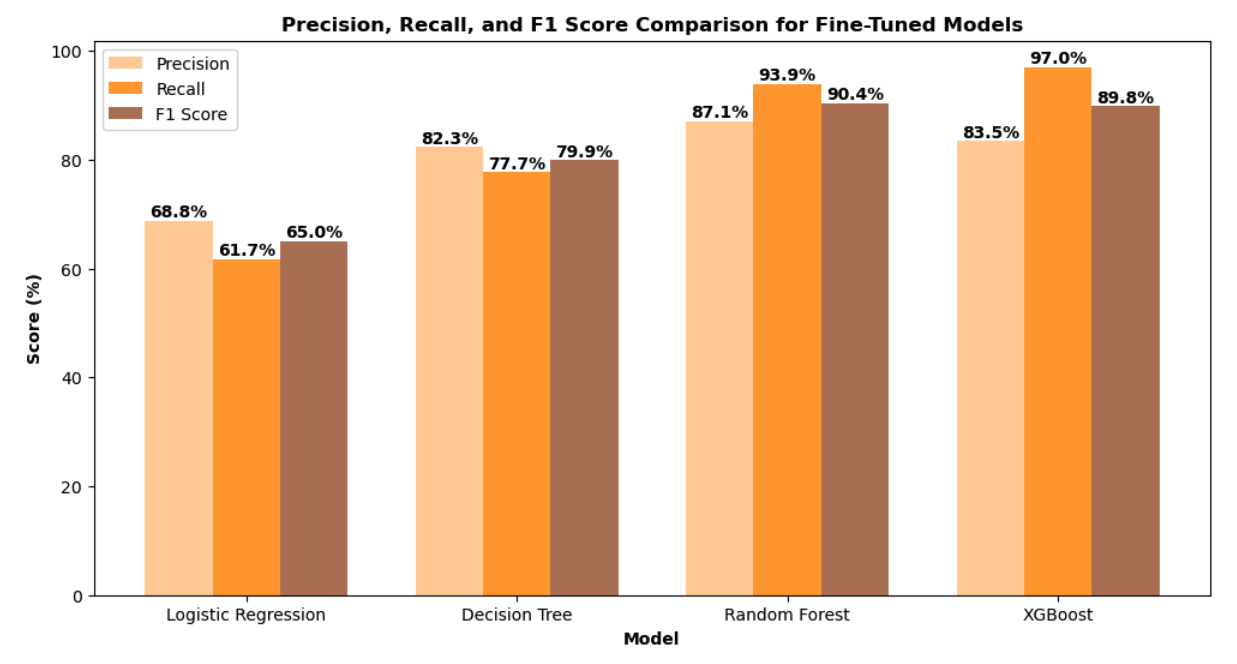 Precision, Recall, and F1 Score Comparison for Fine-Tuned Models
100
80
60
40
20
0
Score (%)
Precision
Recall
F1 Score
68.8%
61.7%
65.0%
82.3%
77.7%
79.9%
87.1%
93.9%
90.4%
83.5%
97.0%
89.8%
Logistic Regression
Decision Tree
Random Forest
XGBoost
Model